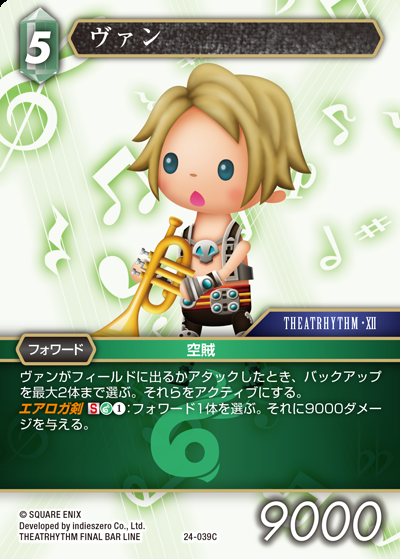 5
ヴァン
THEATRHYTHM・XII
フォワード
空賊
ヴァンがフィールドに出るかアタックしたとき、バックアップ
を最大2体まで選ぶ。それらをアクティブにする。
エアロガ剣 S 1:フォワード1体を選ぶ。それに9000ダメー
ジを与える。
6
© SQUARE ENIX
Developed by indieszero Co., Ltd.
THEATRHYTHM FINAL BAR LINE
24-039C
9000